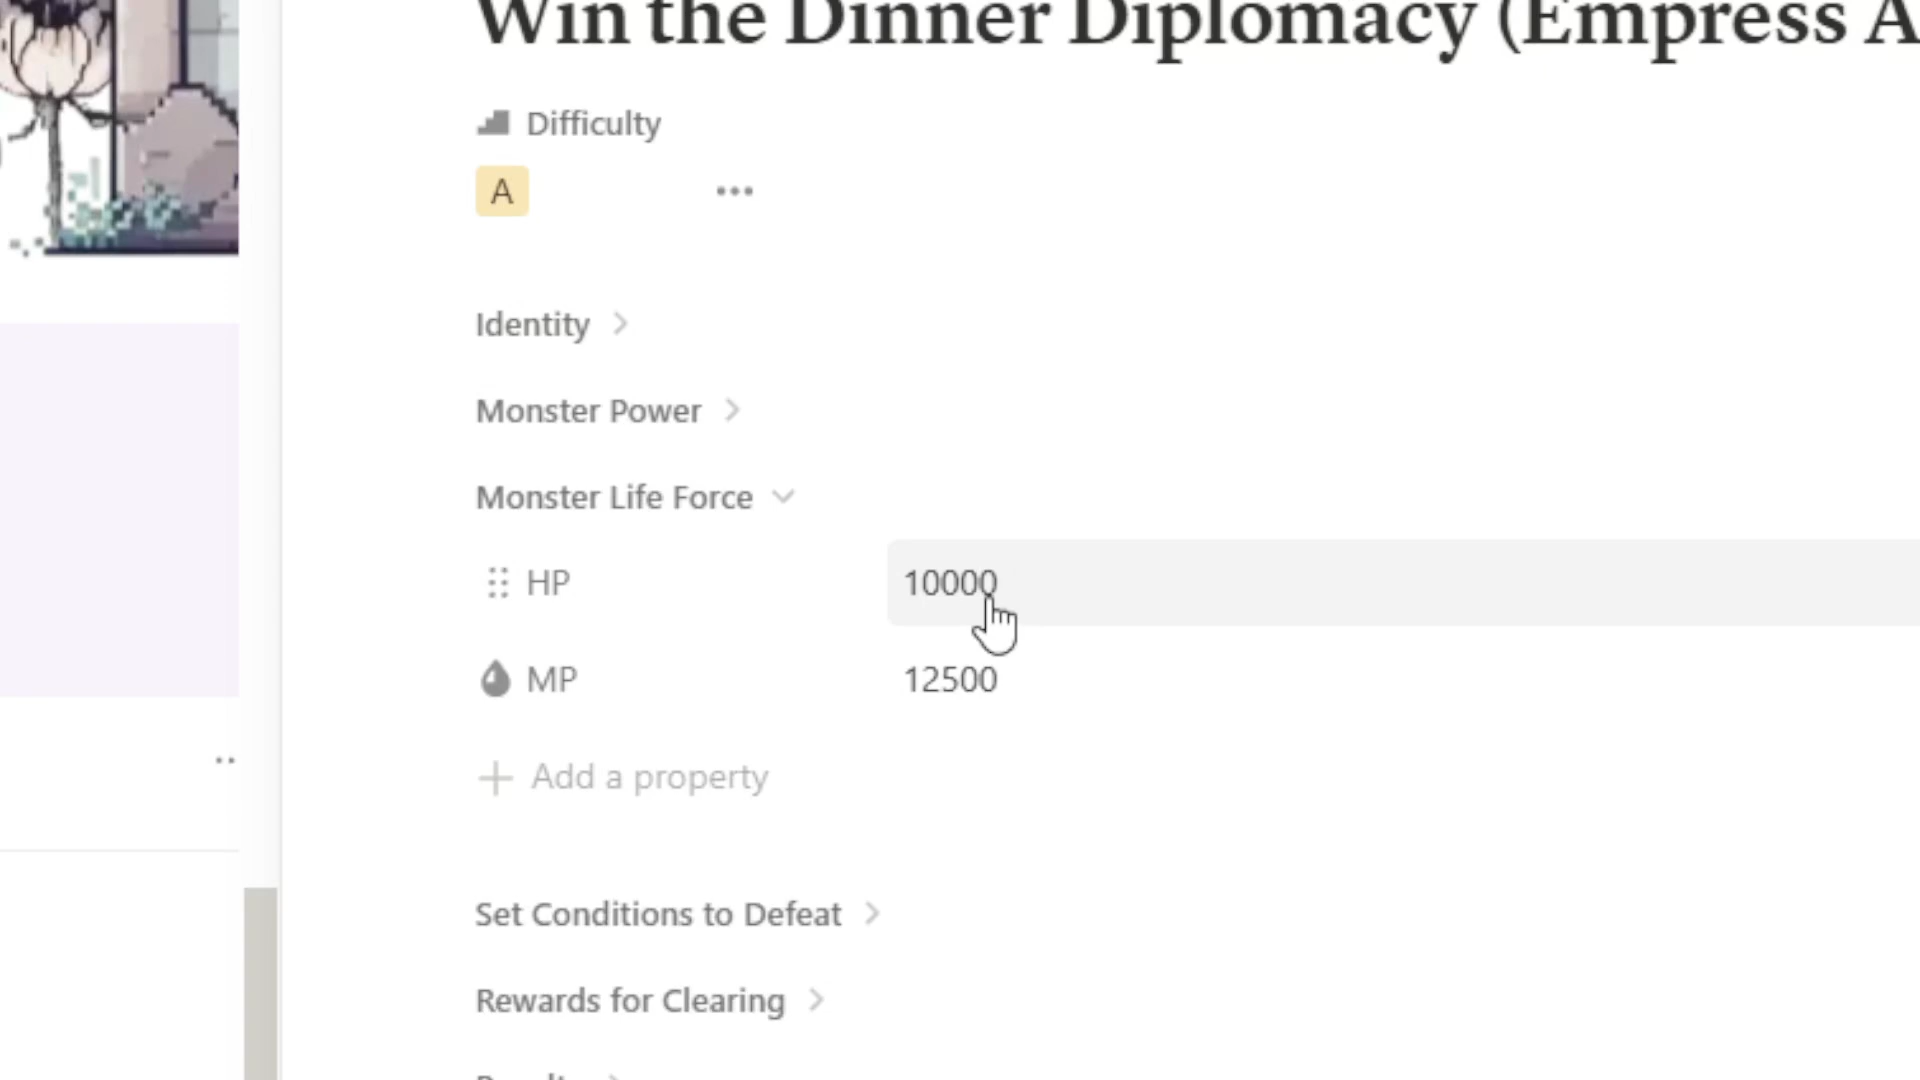 Win the Dinner Diplomacy (Empress A
Difficulty
A
Identity
Monster Power
Monster Life Force
HP 10000
MP 12500
Add a property
Set Conditions to Defeat
Rewards for Clearing